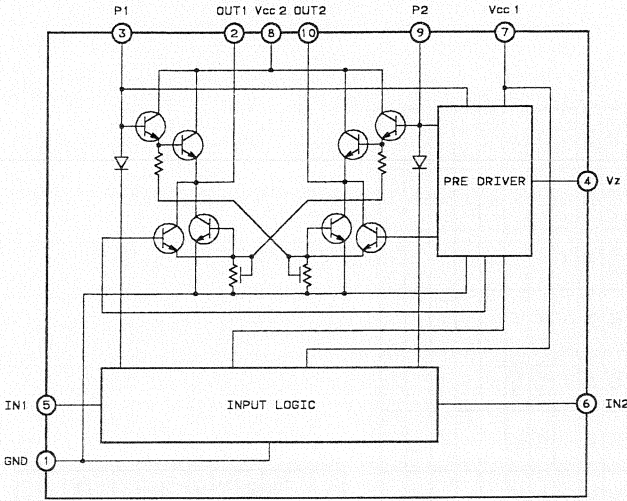 P1 OUT1 Vcc 2 OUT2 P2 Vcc 1
3 2 8 10 9 7
PRE DRIVER
4 Vz
IN1 5
INPUT LOGIC
6 IN2
GND 1